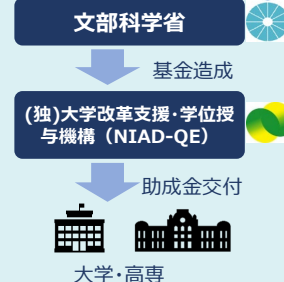 文部科学省
基金造成
(独)大学改革支援･学位授
与機構（NIAD-QE）
助成金交付
大学･高専